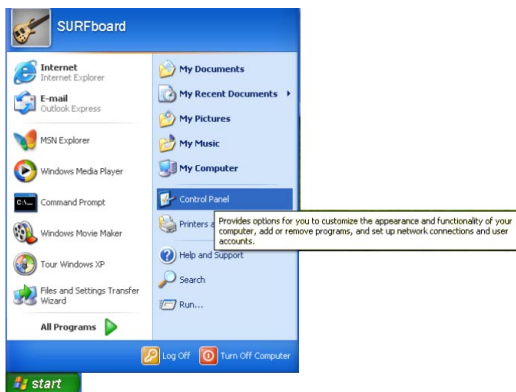 SURFboard
Internet
Internet Explorer
E-mail
Outlook Express
MSN Explorer
Windows Media Player
C:\
Command Prompt
Windows Movie Maker
Tour Windows XP
Files and Settings Transfer
Wizard
All Programs
My Documents
My Recent Documents
My Pictures
My Music
My Computer
Control Panel
Printers
Provides options for you to customize the appearance and functionality of your
computer, add or remove programs, and set up network connections and user
accounts.
Help and Support
Search
Run...
Log Off
Turn Off Computer
start